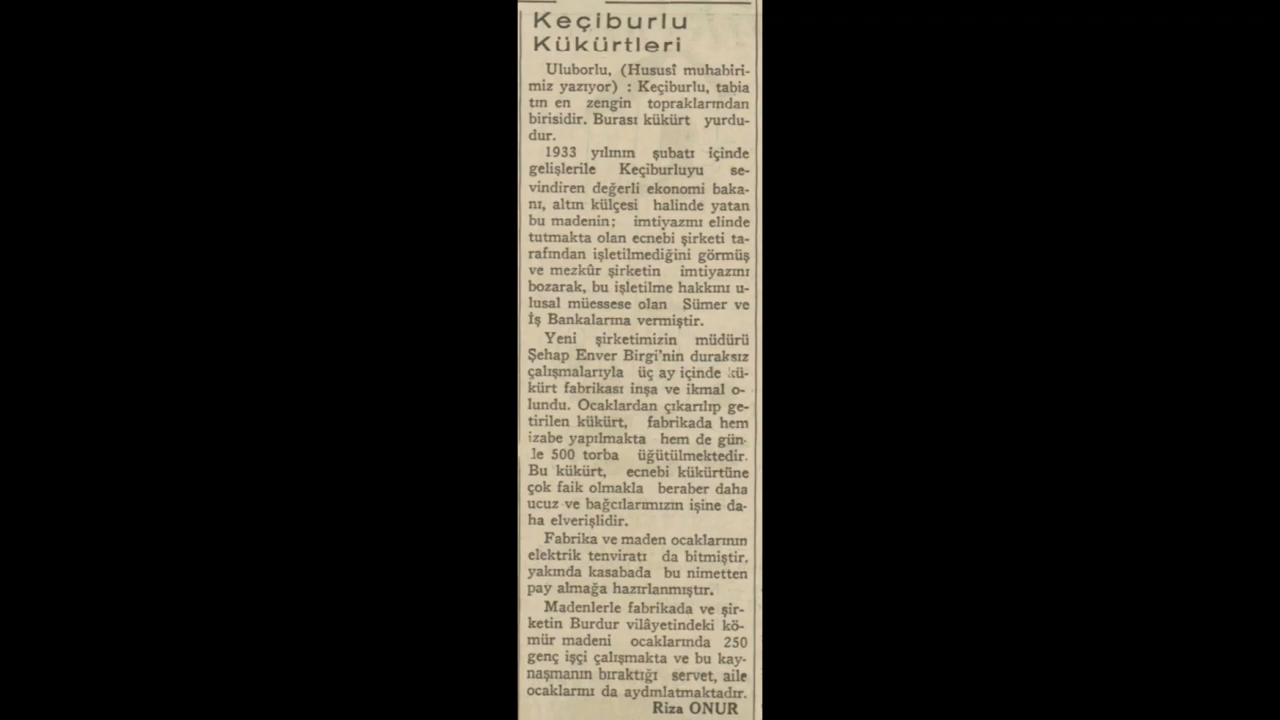 Keçiburlu
Kükürtleri
Uluborlu, (Hususî muhabiri-
miz yazıyor) : Keçiburlu, tabia
tın en zengin topraklarından
birisidir. Burası kükürt yurdu-
dur.
1933 yılının şubatı içinde
gelişlerile Keçiburluyu se-
vindiren değerli ekonomi baka-
nı, altın külçesi halinde yatan
bu madenin; imtiyazını elinde
tutmakta olan ecnebi şirketi ta-
rafından işletilmediğini görmüş
ve mezkûr şirketin imtiyazını
bozarak, bu işletilme hakkını u-
lusal müessese olan Sümer ve
İş Bankalarına vermiştir.
Yeni şirketimizin müdürü
Şehap Enver Birgi'nin duraksız
çalışmalarıyla üç ay içinde kü-
kürt fabrikası inşa ve ikmal o-
lundu. Ocaklardan çıkarılıp ge-
tirilen kükürt, fabrikada hem
izabe yapılmakta hem de gün-
de 500 torba üğütülmektedir.
Bu kükürt, ecnebi kükürtüne
çok faik olmakla beraber daha
ucuz ve bağcılarımızın işine da-
ha elverişlidir.
Fabrika ve maden ocaklarının
elektrik tenviratı da bitmiştir,
yakında kasabada bu nimetten
pay almağa hazırlanmıştır.
Madenlerle fabrikada ve şir-
ketin Burdur vilâyetindeki kö-
mür madeni ocaklarında 250
genç işçi çalışmakta ve bu kay-
naşmanın bıraktığı servet, aile
ocaklarını da aydınlatmaktadır.
Riza ONUR